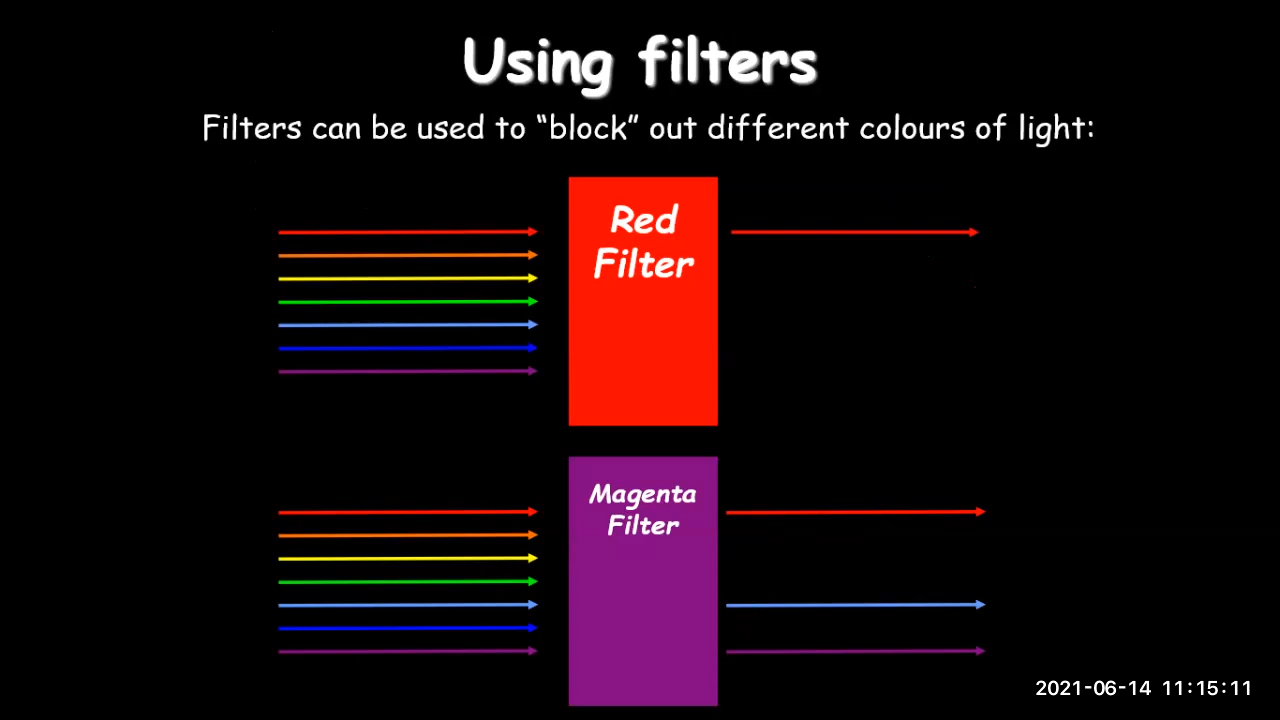 Using filters
Filters can be used to “block” out different colours of light:
Red
Filter
Magenta
Filter
2021-06-14 11:15:11